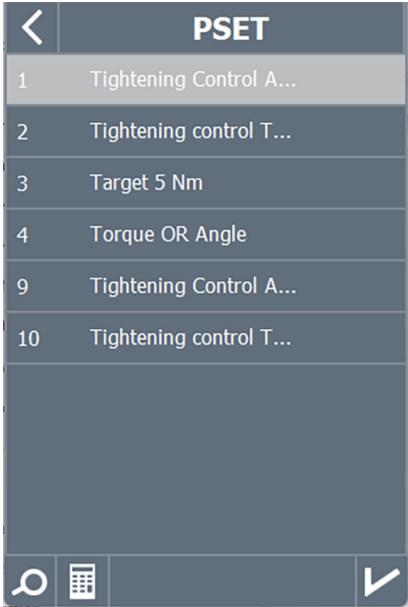 PSET
1 Tightening Control A...
2 Tightening control T...
3 Target 5 Nm
4 Torque OR Angle
9 Tightening Control A...
10 Tightening control T...